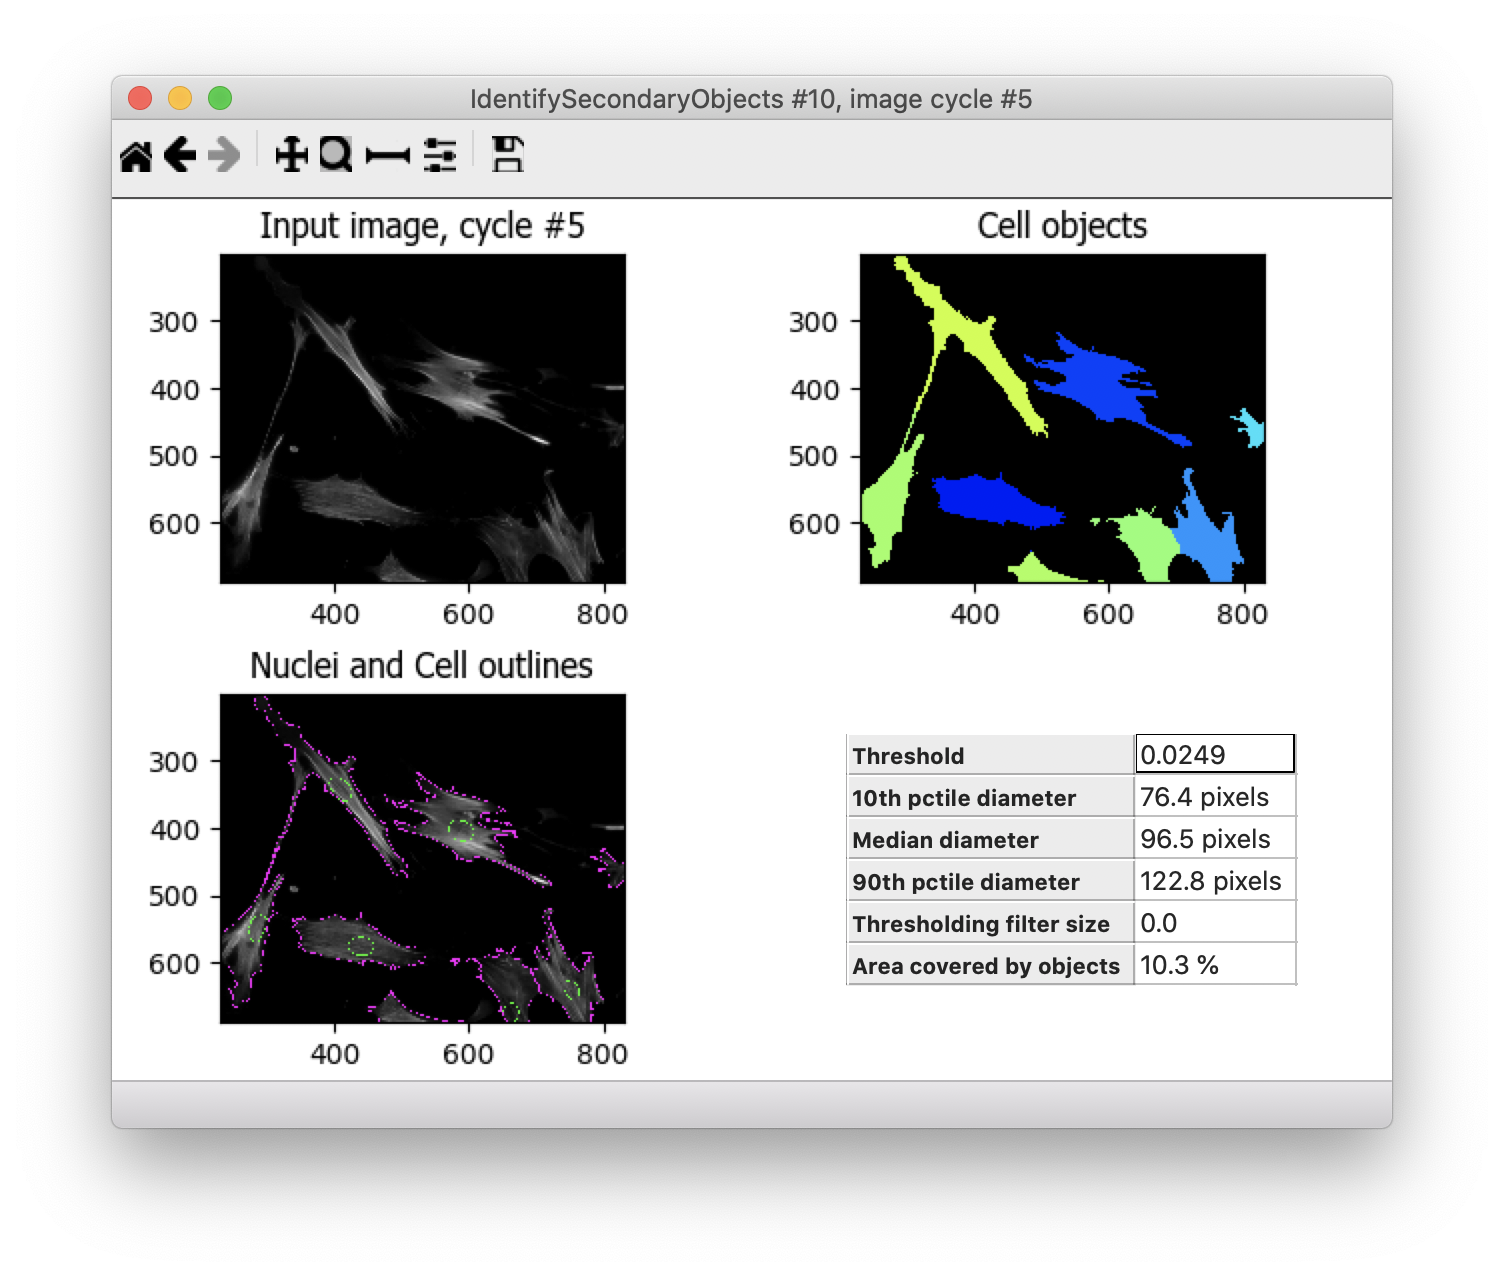 IdentifySecondaryObjects #10, image cycle #5
Input image, cycle #5
300
400
500
600
400 600 800
Cell objects
300
400
500
600
400 600 800
Nuclei and Cell outlines
300
400
500
600
400 600 800
Threshold 0.0249
10th pctile diameter 76.4 pixels
Median diameter 96.5 pixels
90th pctile diameter 122.8 pixels
Thresholding filter size 0.0
Area covered by objects 10.3 %